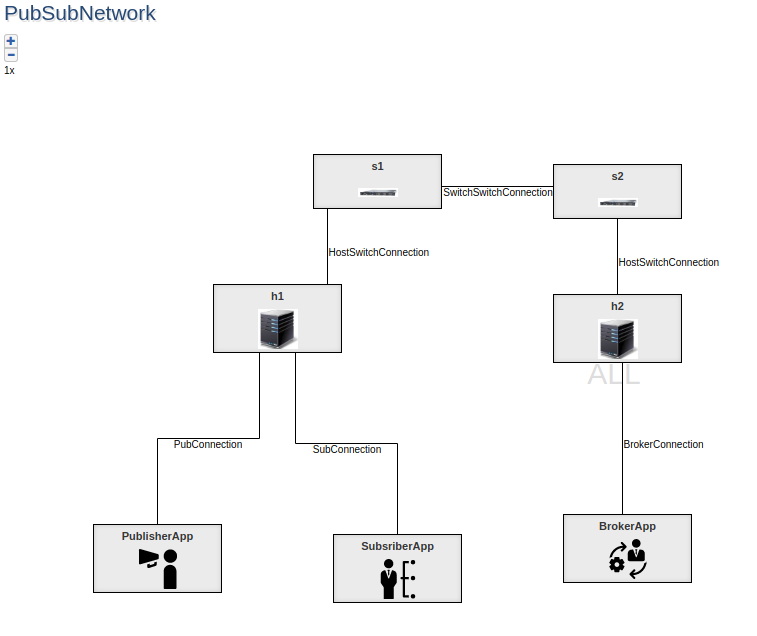 PubSubNetwork
+
−
1x
s1
SwitchSwitchConnection
s2
HostSwitchConnection
HostSwitchConnection
h1
h2
ALL
PubConnection
SubConnection
BrokerConnection
PublisherApp
SubsriberApp
BrokerApp